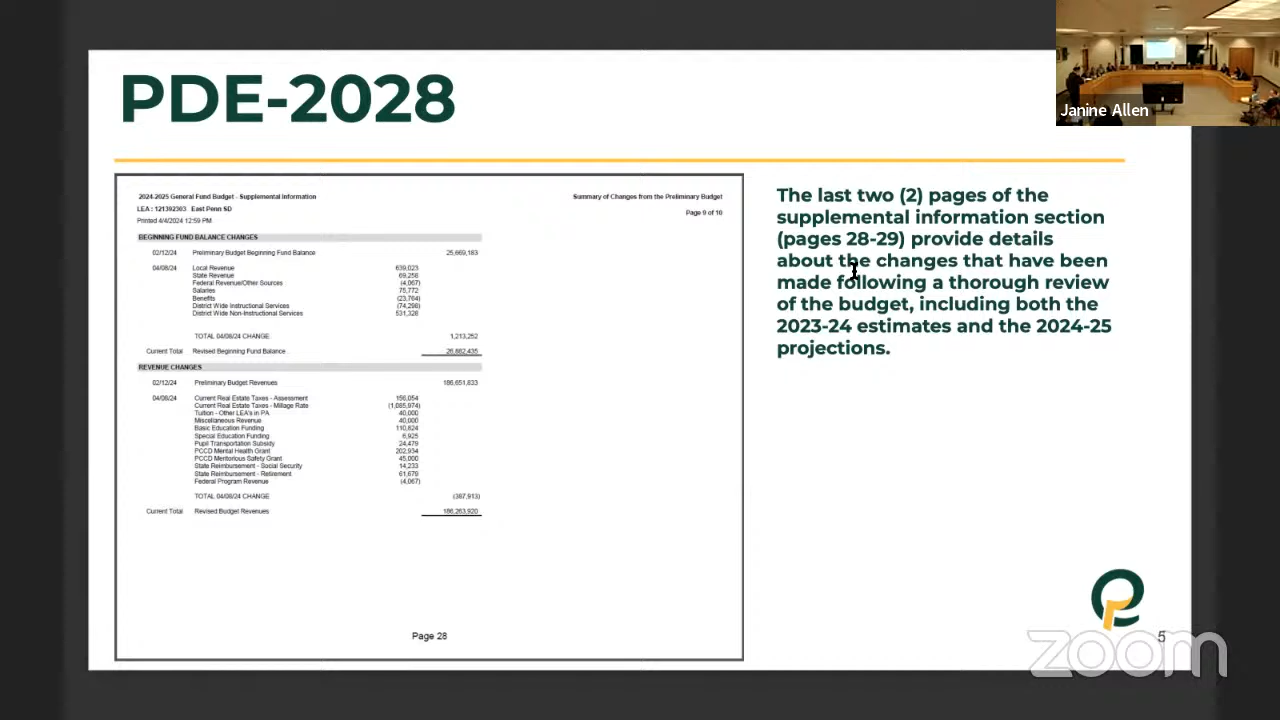 PDE-2028
Janine Allen
2024-2025 General Fund Budget - Supplemental Information
Summary of Changes from the Preliminary Budget
LEA : 121392303 East Penn SD
Page 9 of 10
Printed 4/4/2024 12:59 PM
BEGINNING FUND BALANCE CHANGES
02/12/24 Preliminary Budget Beginning Fund Balance 25,669,183
04/08/24 Local Revenue 639,023
State Revenue 69,258
Federal Revenue/Other Sources (4,067)
Salaries 75,772
Benefits (23,764)
District Wide Instructional Services (74,298)
District Wide Non-Instructional Services 531,328
TOTAL 04/08/24 CHANGE 1,213,252
Current Total Revised Beginning Fund Balance 26,882,435
REVENUE CHANGES
02/12/24 Preliminary Budget Revenues 186,651,833
04/08/24 Current Real Estate Taxes - Assessment 156,054
Current Real Estate Taxes - Millage Rate (1,085,974)
Tuition - Other LEA's in PA 40,000
Miscellaneous Revenue 40,000
Basic Education Funding 110,824
Special Education Funding 6,925
Pupil Transportation Subsidy 24,479
PCCD Mental Health Grant 202,934
PCCD Meritorious Safety Grant 45,000
State Reimbursement - Social Security 14,233
State Reimbursement - Retirement 61,679
Federal Program Revenue (4,067)
TOTAL 04/08/24 CHANGE (387,913)
Current Total Revised Budget Revenues 186,263,920
Page 28
The last two (2) pages of the
supplemental information section
(pages 28-29) provide details
about the changes that have been
made following a thorough review
of the budget, including both the
2023-24 estimates and the 2024-25
projections.
5
zoom